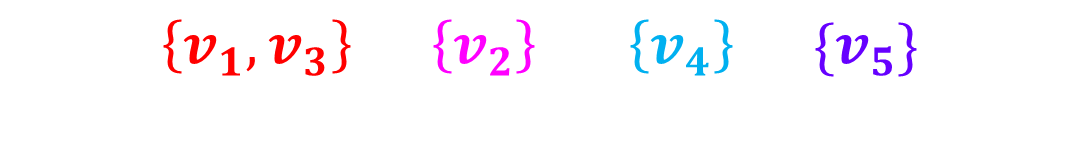 {v₁, v₃} {v₂} {v₄} {v₅}